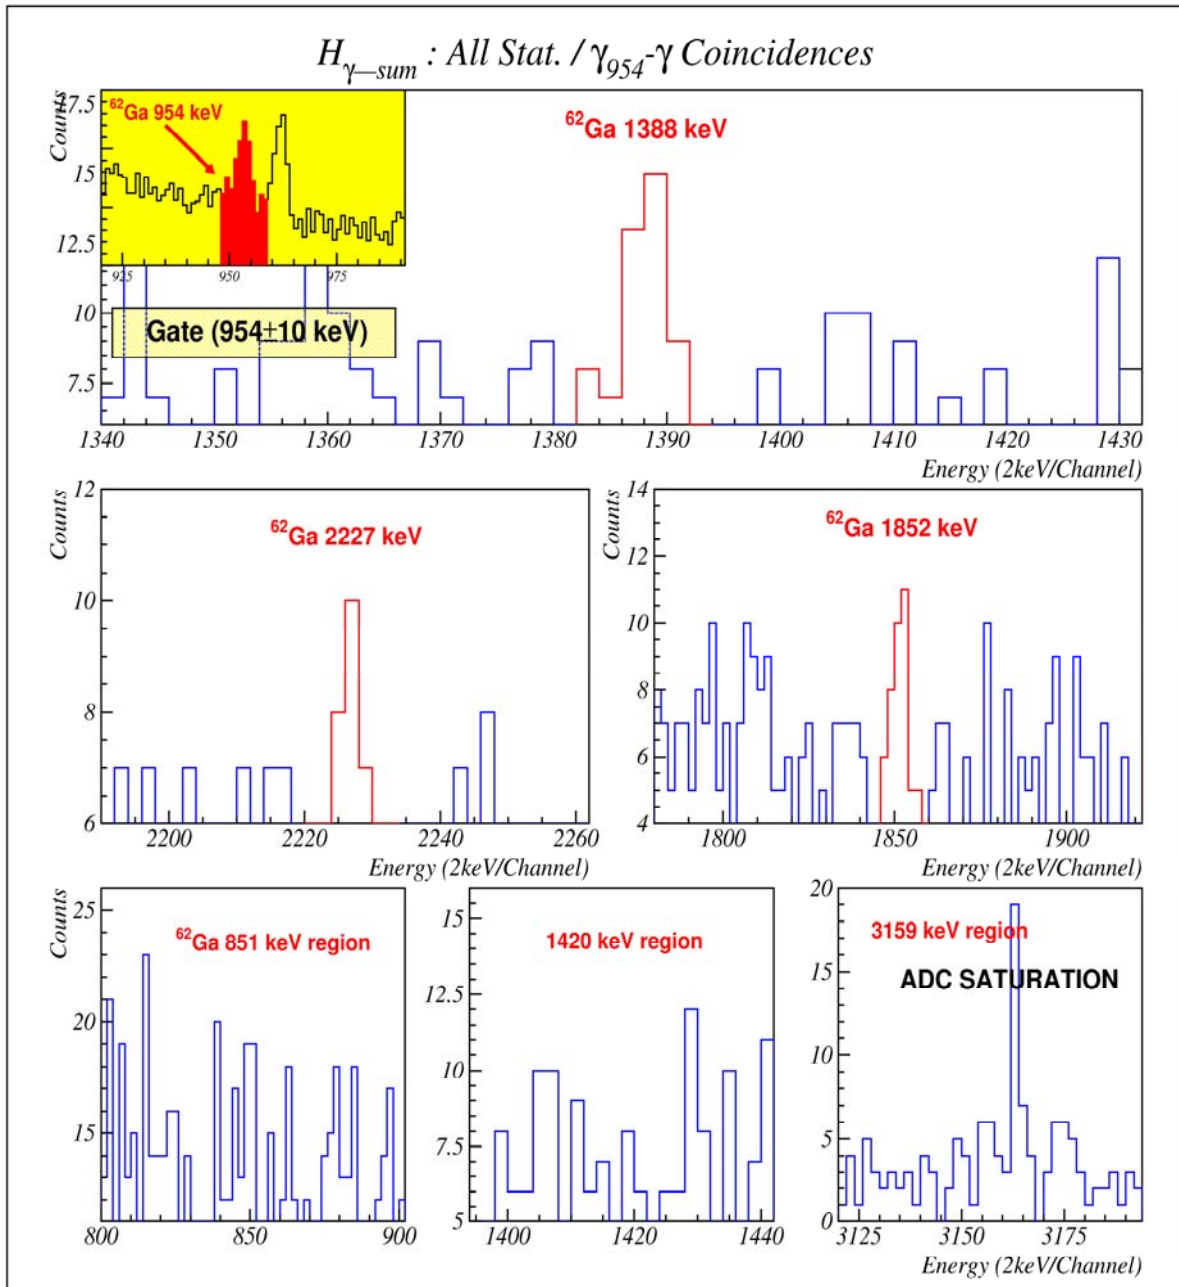 H γ—sum : All Stat. / γ954-γ Coincidences
Counts
17.5
15
12.5
10
7.5
62Ga 954 keV
925 950 975
Gate (954±10 keV)
62Ga 1388 keV
1340 1350 1360 1370 1380 1390 1400 1410 1420 1430
Energy (2keV/Channel)
Counts
12
10
8
6
62Ga 2227 keV
2200 2220 2240 2260
Energy (2keV/Channel)
Counts
14
12
10
8
6
4
62Ga 1852 keV
1800 1850 1900
Energy (2keV/Channel)
Counts
25
20
15
62Ga 851 keV region
800 850 900
15
12.5
10
7.5
5
1420 keV region
1400 1420 1440
20
15
10
5
0
3159 keV region
ADC SATURATION
3125 3150 3175
Energy (2keV/Channel)